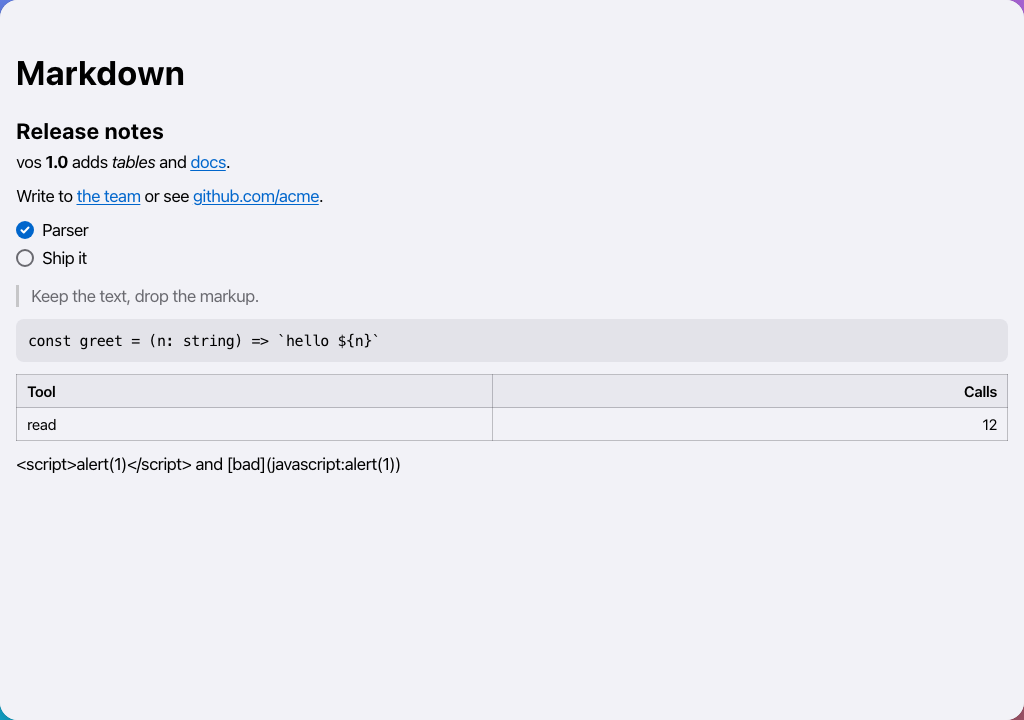 Markdown
Release notes
vos 1.0 adds tables and docs.
Write to the team or see github.com/acme.
Parser
Ship it
Keep the text, drop the markup.
const greet = (n: string) => `hello ${n}`
Tool Calls
read 12
<script>alert(1)</script> and [bad](javascript:alert(1))